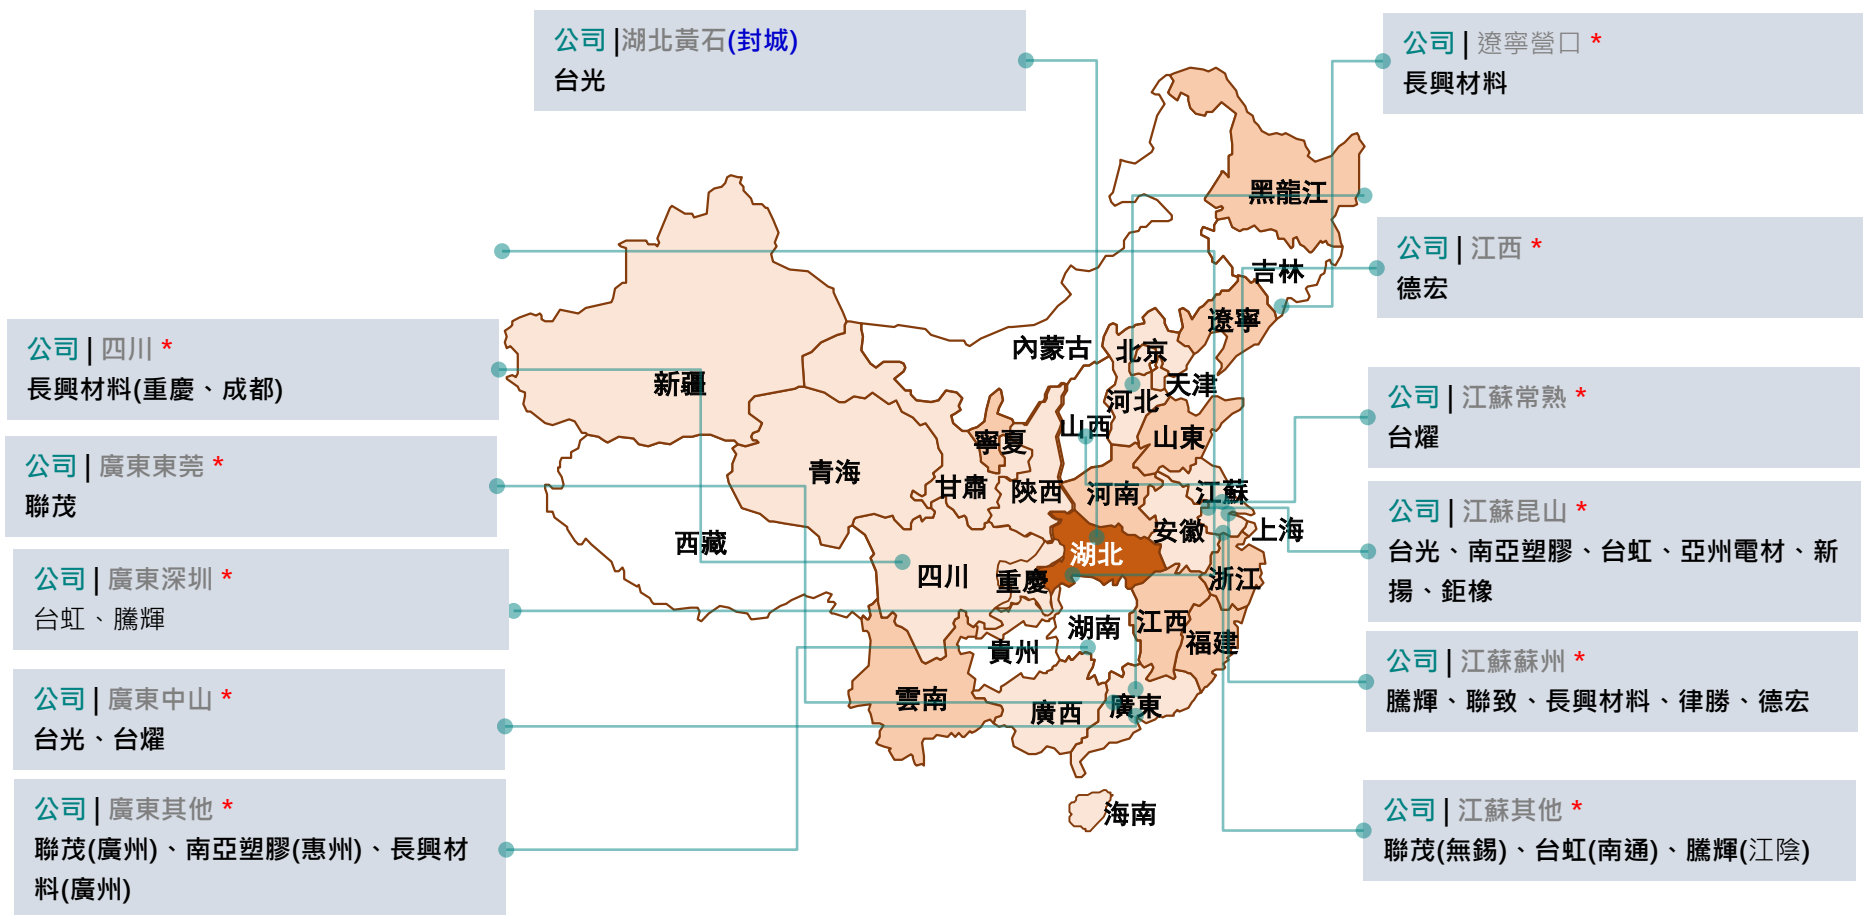 公司 |湖北黃石(封城)
台光
公司 | 遼寧營口 *
長興材料
公司 | 江西 *
德宏
公司 | 四川 *
長興材料(重慶、成都)
公司 | 江蘇常熟 *
台燿
公司 | 廣東東莞 *
聯茂
公司 | 江蘇昆山 *
台光、南亞塑膠、台虹、亞州電材、新
揚、鉅橡
公司 | 廣東深圳 *
台虹、騰輝
公司 | 江蘇蘇州 *
騰輝、聯致、長興材料、律勝、德宏
公司 | 廣東中山 *
台光、台燿
公司 | 廣東其他 *
聯茂(廣州)、南亞塑膠(惠州)、長興材
料(廣州)
公司 | 江蘇其他 *
聯茂(無錫)、台虹(南通)、騰輝(江陰)
黑龍江
吉林
遼寧
內蒙古
北京
天津
新疆
河北
山西
山東
寧夏
青海
甘肅
陝西
河南
江蘇
安徽
上海
西藏
湖北
四川
重慶
浙江
湖南
江西
福建
貴州
雲南
廣西
廣東
海南